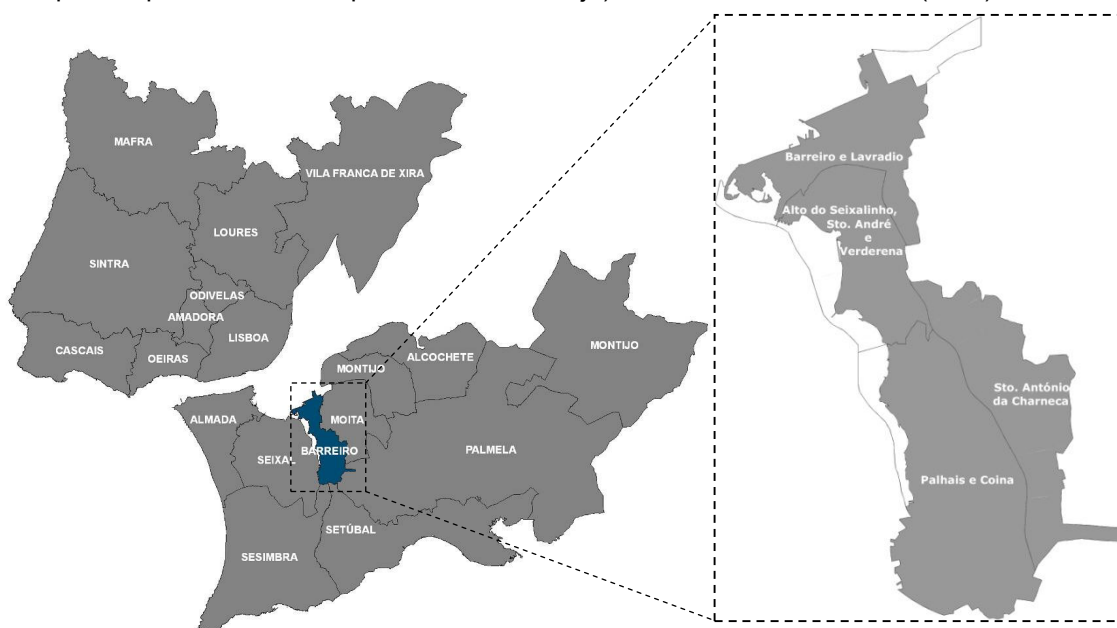 MAFRA
VILA FRANCA DE XIRA
LOURES
SINTRA
ODIVELAS
AMADORA
LISBOA
CASCAIS
OEIRAS
MONTIJO
ALCOCHETE
MONTIJO
ALMADA
MOITA
BARREIRO
SEIXAL
PALMELA
SETÚBAL
SESIMBRA
Barreiro e Lavradio
Alto do Seixalinho,
Sto. André
e
Verderena
Sto. António
da Charneca
Palhais e Coina